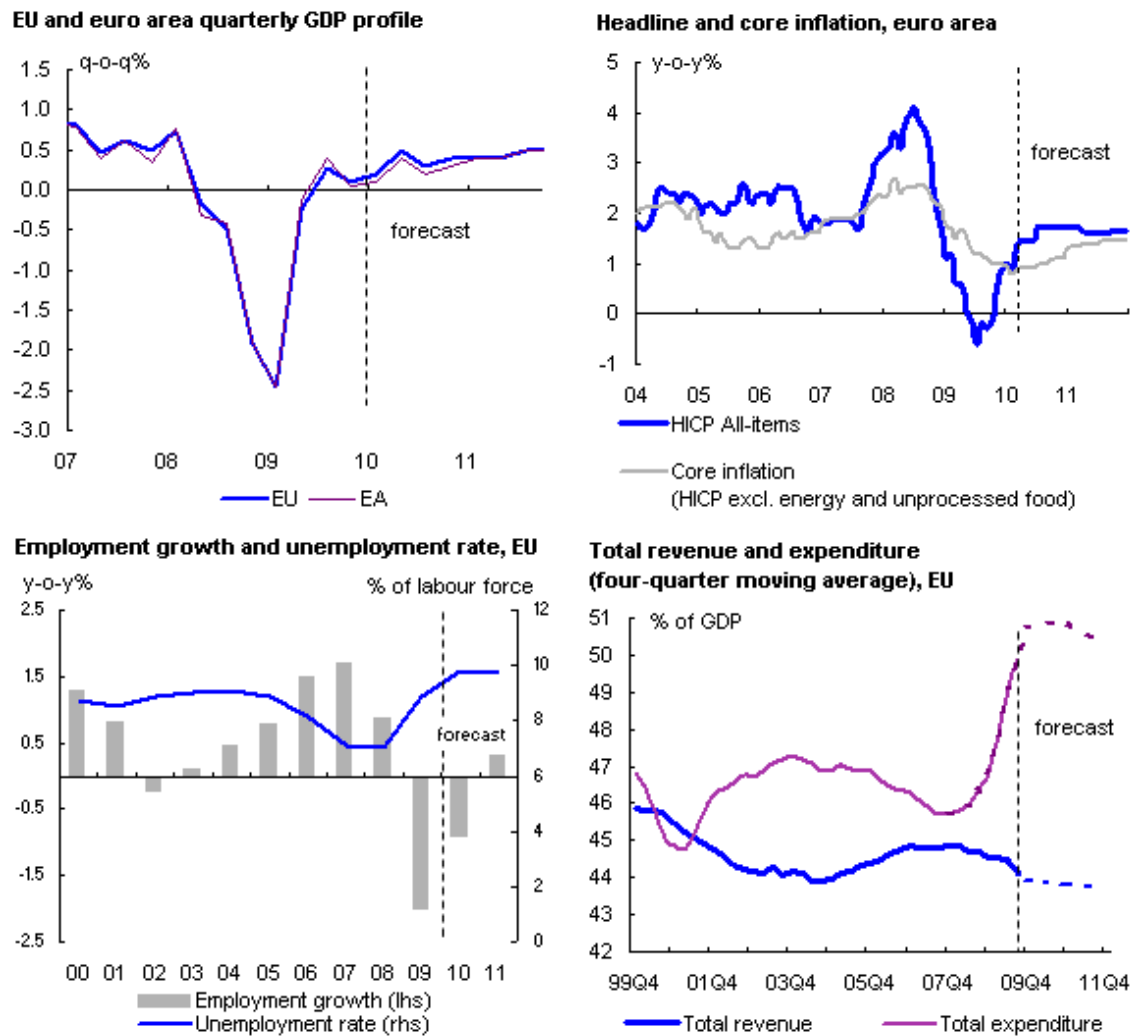 EU and euro area quarterly GDP profile
q-o-q%
1.5
1.0
0.5
0.0
-0.5
-1.0
-1.5
-2.0
-2.5
-3.0
forecast
07 08 09 10 11
EU EA
Headline and core inflation, euro area
y-o-y%
5
4
3
2
1
0
-1
forecast
04 05 06 07 08 09 10 11
HICP All-items
Core inflation
(HICP excl. energy and unprocessed food)
Employment growth and unemployment rate, EU
y-o-y% % of labour force
2.5
1.5
0.5
-0.5
-1.5
-2.5
12
10
8
6
4
2
0
forecast
00 01 02 03 04 05 06 07 08 09 10 11
Employment growth (lhs)
Unemployment rate (rhs)
Total revenue and expenditure
(four-quarter moving average), EU
% of GDP
51
50
49
48
47
46
45
44
43
42
forecast
99Q4 01Q4 03Q4 05Q4 07Q4 09Q4 11Q4
Total revenue Total expenditure